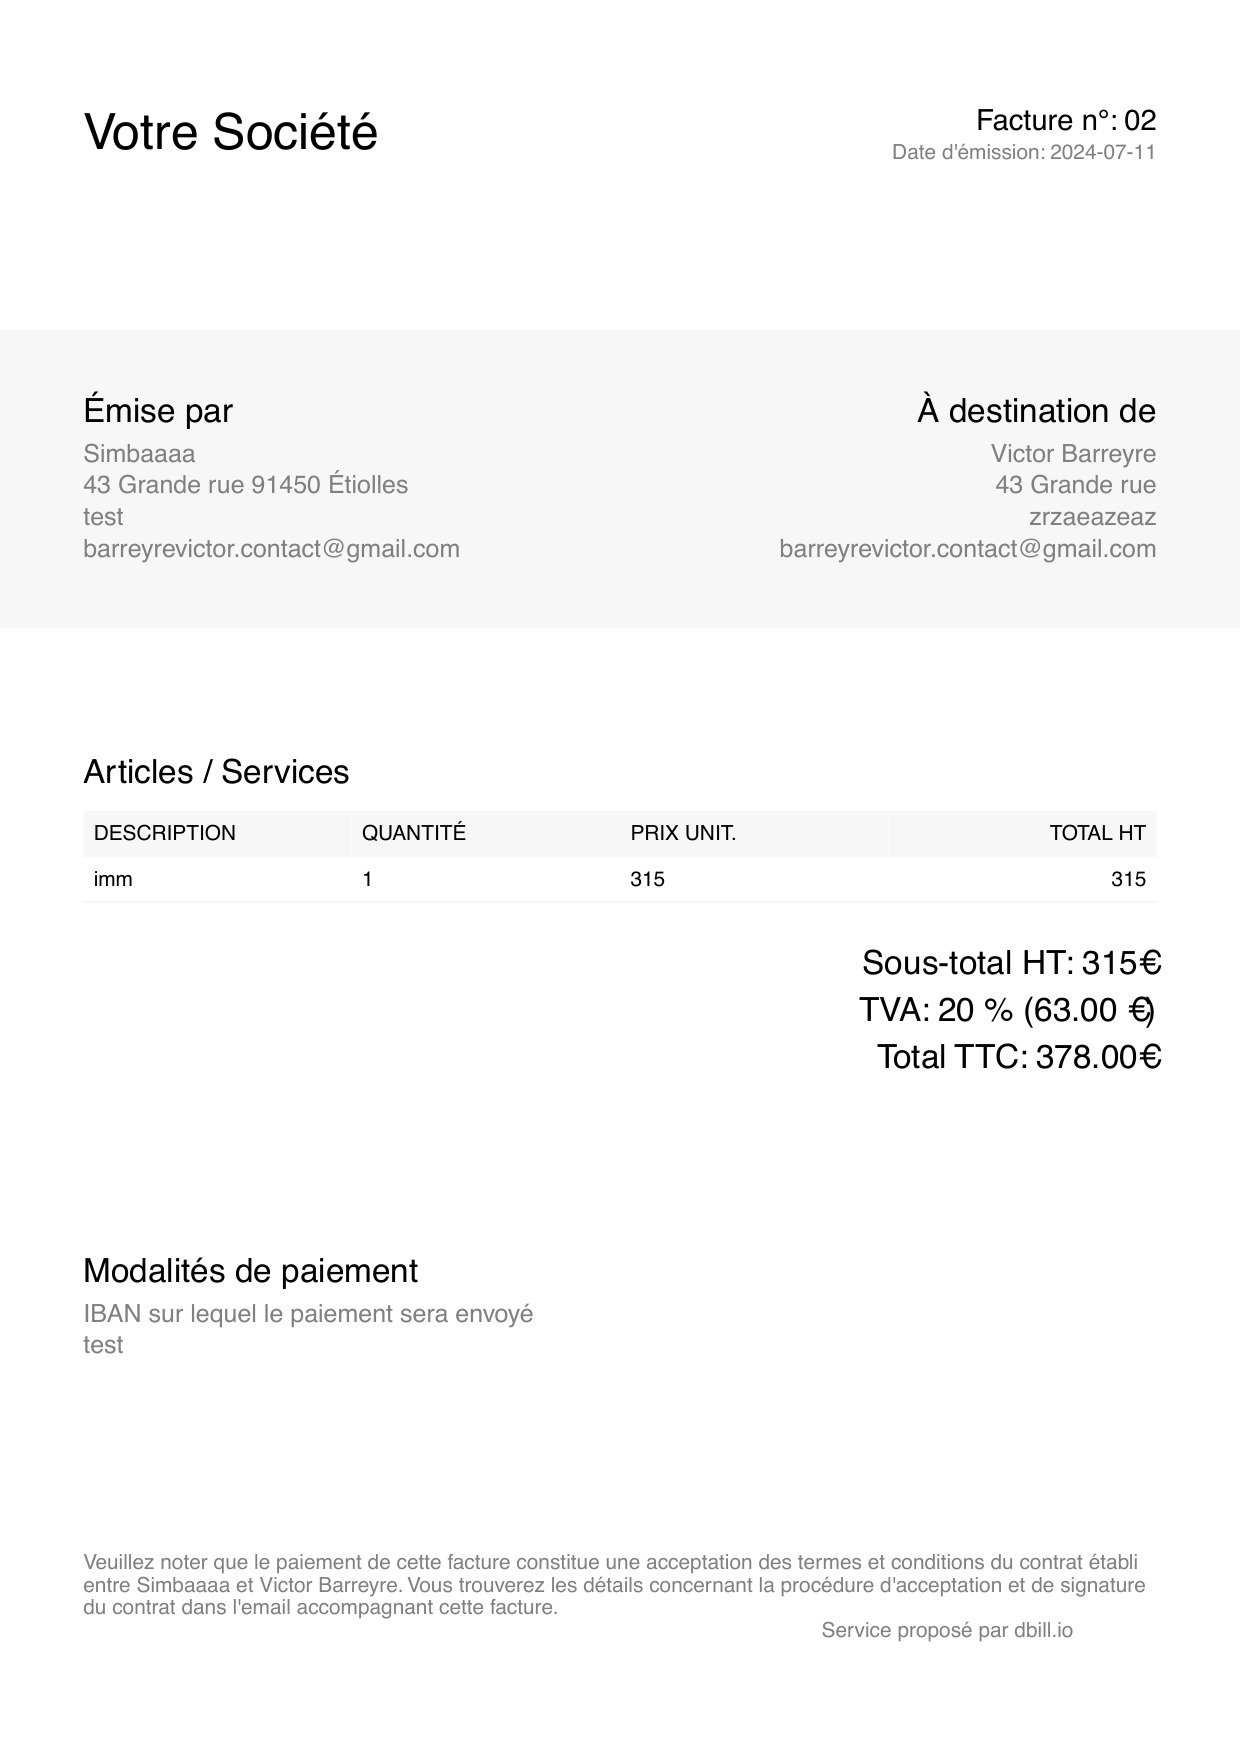 Votre Société
Facture n°: 02
Date d'émission: 2024-07-11
Émise par
Simbaaaa
43 Grande rue 91450 Étiolles
test
barreyrevictor.contact@gmail.com
À destination de
Victor Barreyre
43 Grande rue
zrzaeazeaz
barreyrevictor.contact@gmail.com
Articles / Services
DESCRIPTION QUANTITÉ PRIX UNIT. TOTAL HT
imm 1 315 315
Sous-total HT: 315€
TVA: 20 % (63.00 €)
Total TTC: 378.00€
Modalités de paiement
IBAN sur lequel le paiement sera envoyé
test
Veuillez noter que le paiement de cette facture constitue une acceptation des termes et conditions du contrat établi
entre Simbaaaa et Victor Barreyre. Vous trouverez les détails concernant la procédure d'acceptation et de signature
du contrat dans l'email accompagnant cette facture.
Service proposé par dbill.io